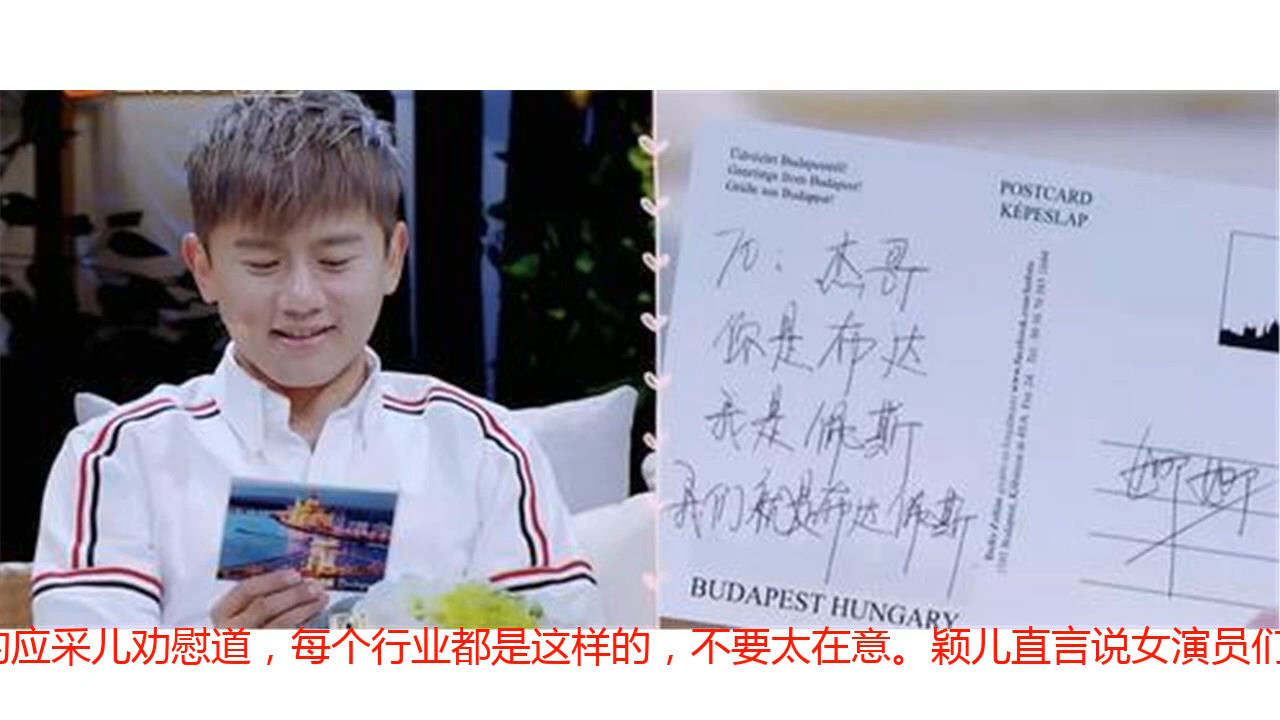 Üdvözlet Budapestről!
Greetings from Budapest!
Grüße aus Budapest!
POSTCARD
KÉPESLAP
TO: 杰哥
你是布达
我是佩斯
我们就是布达佩斯
娜娜
BUDAPEST HUNGARY
应采儿劝慰道，每个行业都是这样的，不要太在意。颖儿直言说女演员们